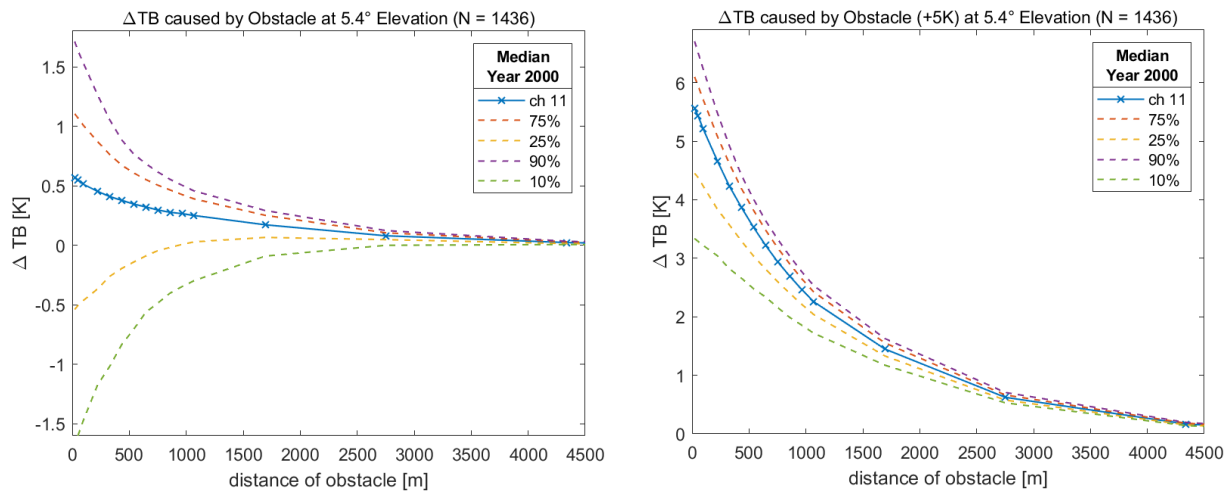 ΔTB caused by Obstacle at 5.4° Elevation (N = 1436)
Δ TB [K]
1.5
1
0.5
0
-0.5
-1
-1.5
Median
Year 2000
ch 11
75%
25%
90%
10%
0 500 1000 1500 2000 2500 3000 3500 4000 4500
distance of obstacle [m]
ΔTB caused by Obstacle (+5K) at 5.4° Elevation (N = 1436)
Δ TB [K]
6
5
4
3
2
1
0
Median
Year 2000
ch 11
75%
25%
90%
10%
0 500 1000 1500 2000 2500 3000 3500 4000 4500
distance of obstacle [m]